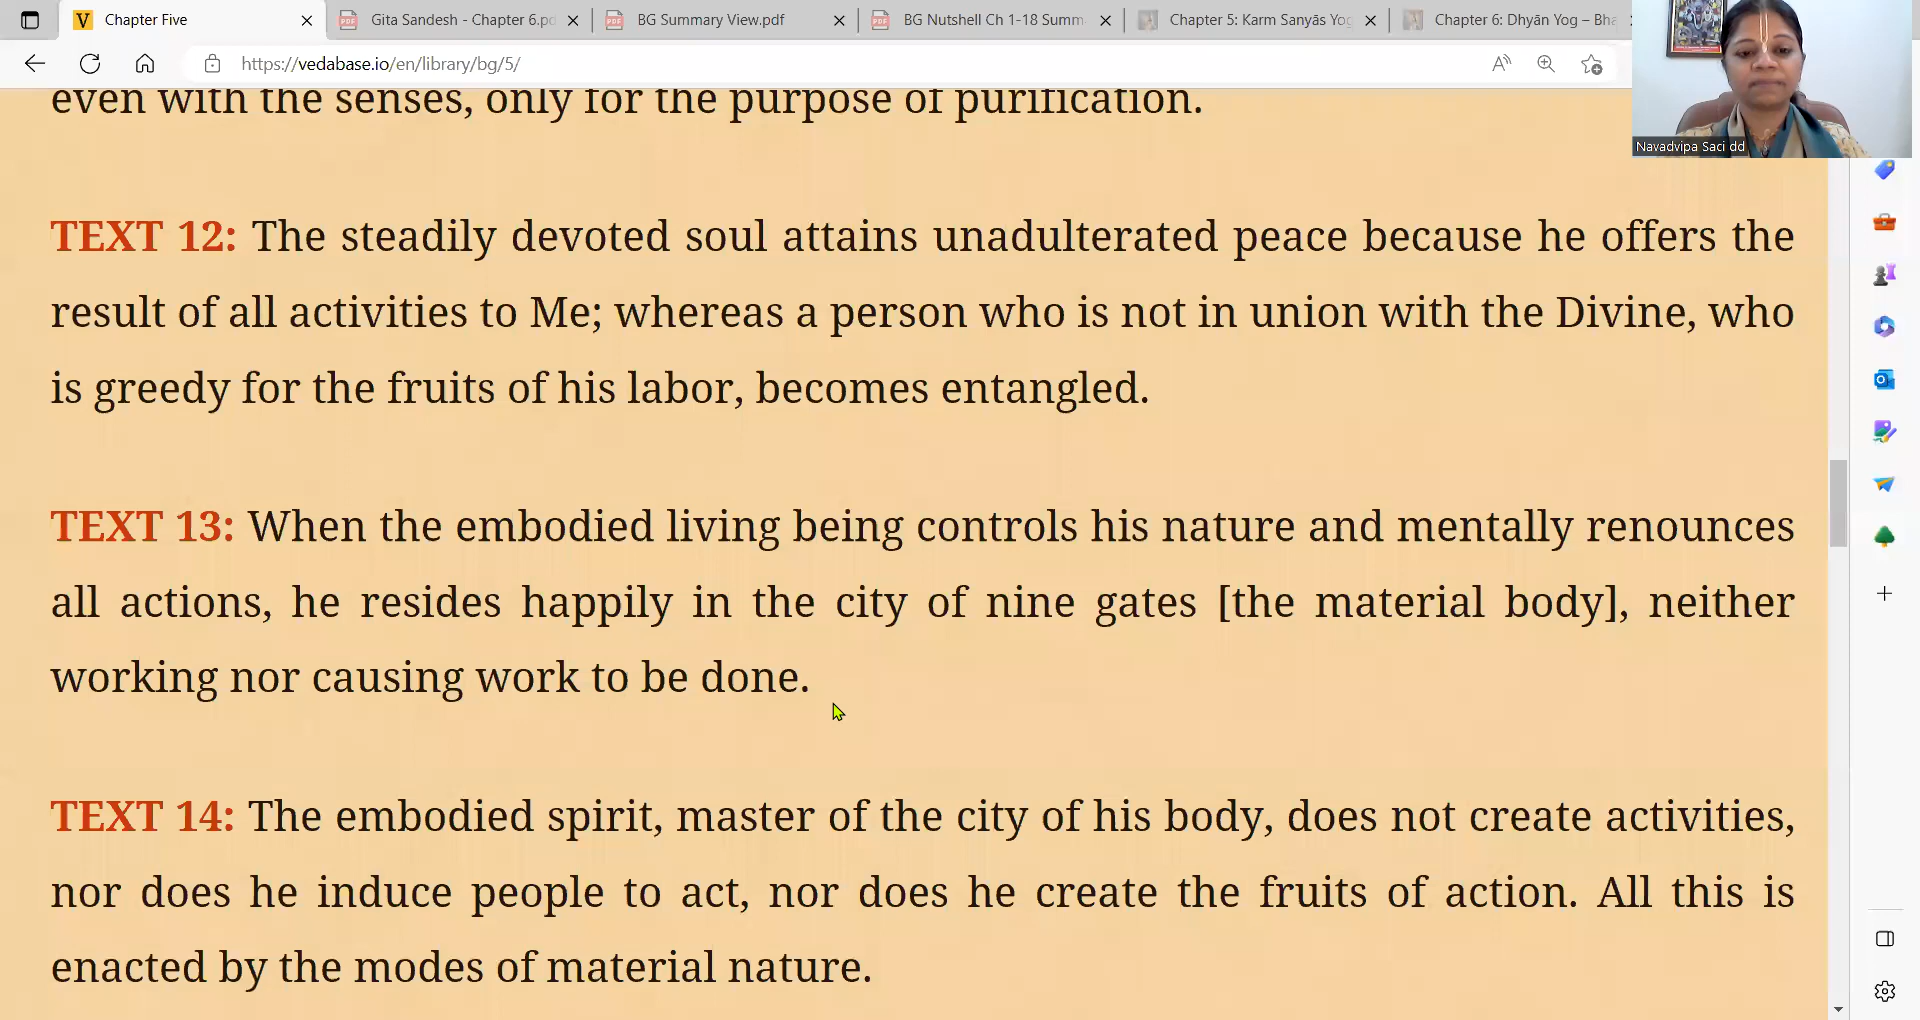 Chapter Five
Gita Sandesh - Chapter 6.pd
BG Summary View.pdf
BG Nutshell Ch 1-18 Summ
Chapter 5: Karm Sanyās Yog
Chapter 6: Dhyān Yog – Bha
https://vedabase.io/en/library/bg/5/
Navadvipa Saci dd
even with the senses, only for the purpose of purification.
TEXT 12: The steadily devoted soul attains unadulterated peace because he offers the
result of all activities to Me; whereas a person who is not in union with the Divine, who
is greedy for the fruits of his labor, becomes entangled.
TEXT 13: When the embodied living being controls his nature and mentally renounces
all actions, he resides happily in the city of nine gates [the material body], neither
working nor causing work to be done.
TEXT 14: The embodied spirit, master of the city of his body, does not create activities,
nor does he induce people to act, nor does he create the fruits of action. All this is
enacted by the modes of material nature.